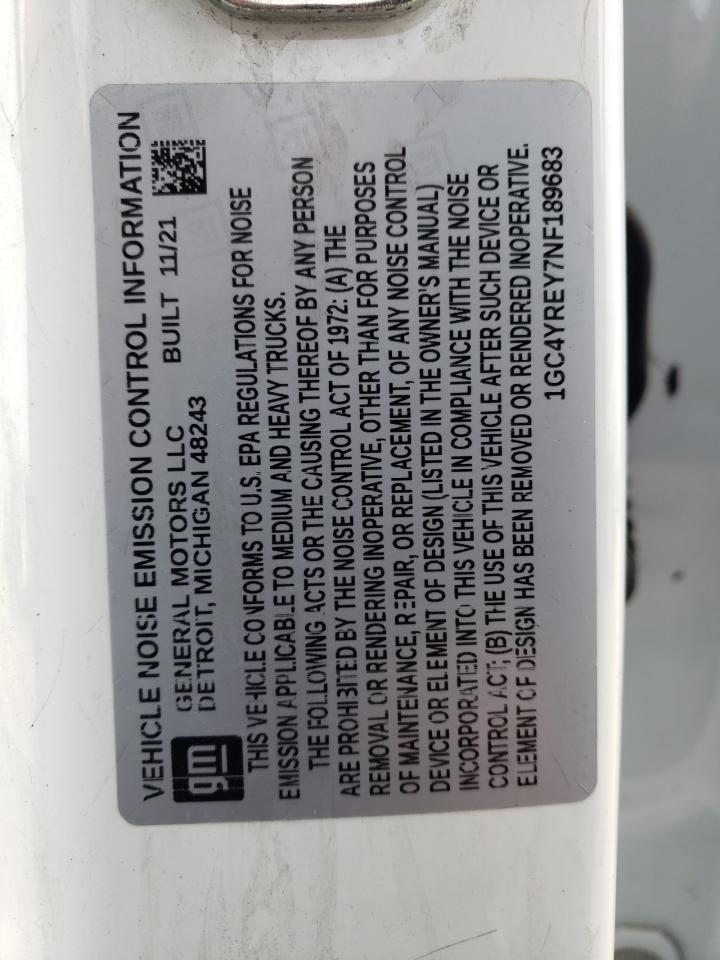 VEHICLE NOISE EMISSION CONTROL INFORMATION
gm
GENERAL MOTORS LLC BUILT 11/21
DETROIT, MICHIGAN 48243
THIS VEHICLE CONFORMS TO U.S. EPA REGULATIONS FOR NOISE
EMISSION APPLICABLE TO MEDIUM AND HEAVY TRUCKS.
THE FOLLOWING ACTS OR THE CAUSING THEREOF BY ANY PERSON
ARE PROHIBITED BY THE NOISE CONTROL ACT OF 1972: (A) THE
REMOVAL OR RENDERING INOPERATIVE, OTHER THAN FOR PURPOSES
OF MAINTENANCE, REPAIR, OR REPLACEMENT, OF ANY NOISE CONTROL
DEVICE OR ELEMENT OF DESIGN (LISTED IN THE OWNER'S MANUAL)
INCORPORATED INTO THIS VEHICLE IN COMPLIANCE WITH THE NOISE
CONTROL ACT; (B) THE USE OF THIS VEHICLE AFTER SUCH DEVICE OR
ELEMENT OF DESIGN HAS BEEN REMOVED OR RENDERED INOPERATIVE.
1GC4YREY7NF189683